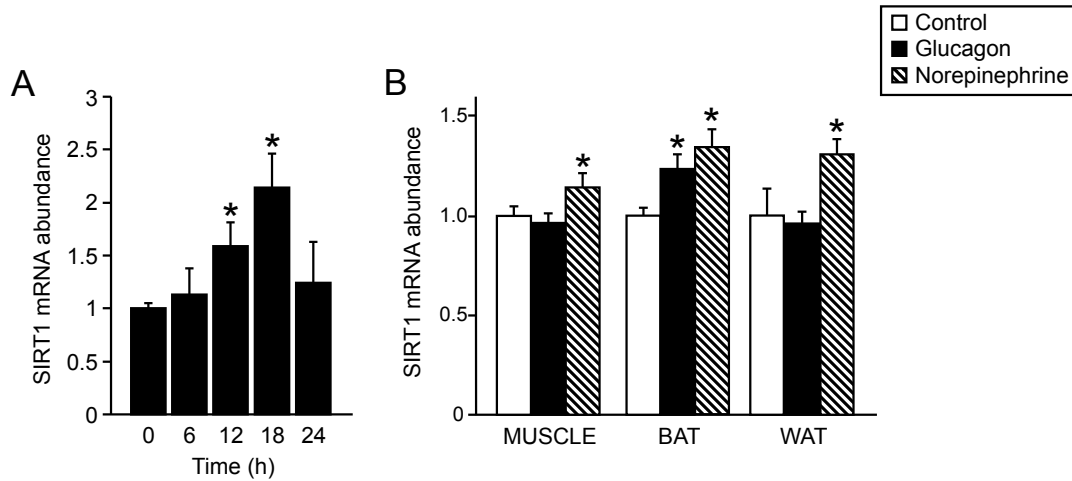 Control
Glucagon
Norepinephrine
A
SIRT1 mRNA abundance
3
2.5
2
1.5
1
0.5
0
*
*
0 6 12 18 24
Time (h)
B
SIRT1 mRNA abundance
1.5
1.0
0.5
0
*
*
*
*
MUSCLE BAT WAT